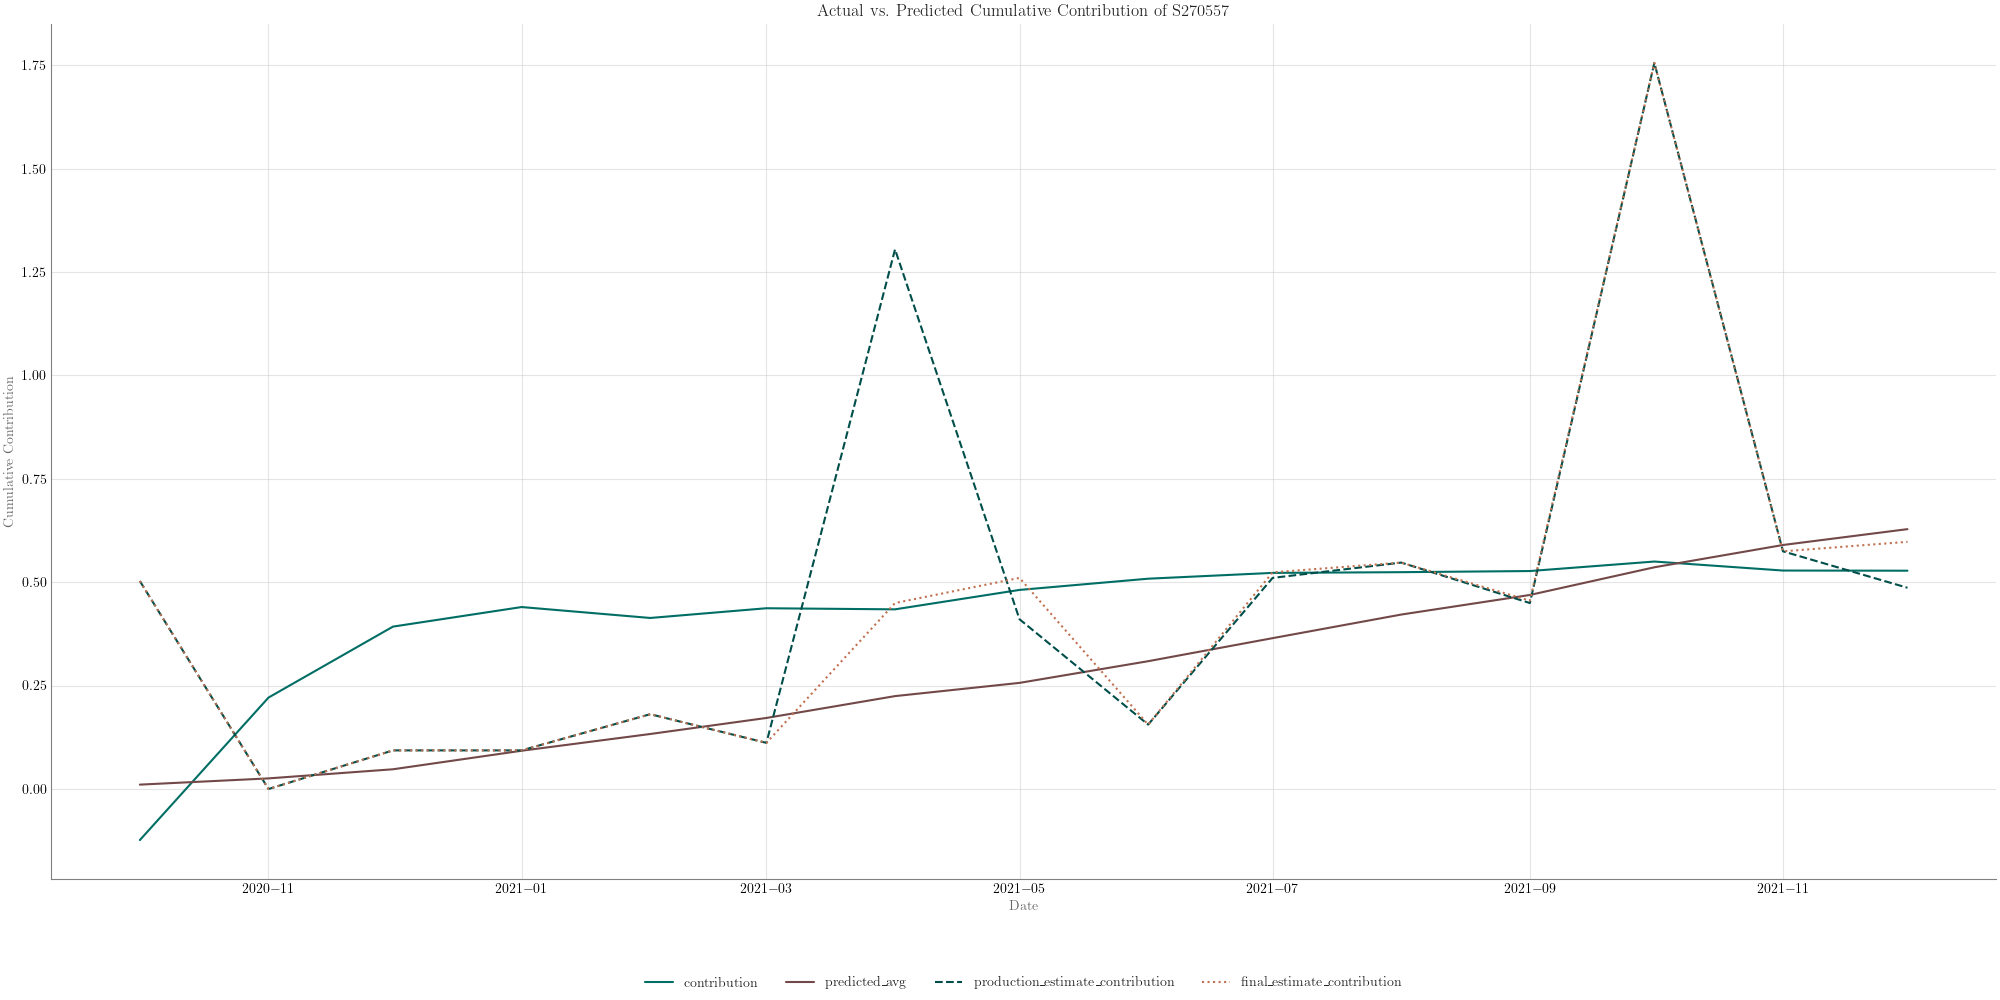 Actual vs. Predicted Cumulative Contribution of S270557
Cumulative Contribution
1.75
1.50
1.25
1.00
0.75
0.50
0.25
0.00
2020–11
2021–01
2021–03
2021–05
2021–07
2021–09
2021–11
Date
contribution
predicted_avg
production_estimate_contribution
final_estimate_contribution